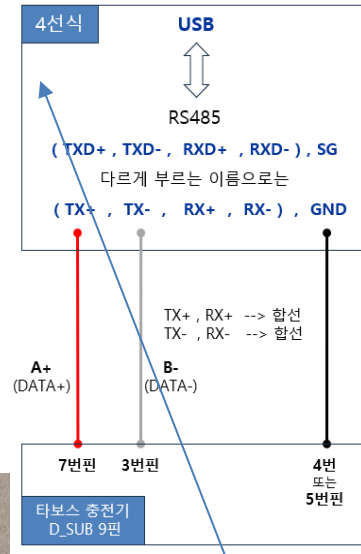 4선식
USB
RS485
( TXD+ , TXD- , RXD+ , RXD- ) , SG
다르게 부르는 이름으로는
( TX+ , TX- , RX+ , RX- ) , GND
TX+ , RX+ --> 합선
TX- , RX- --> 합선
A+
(DATA+)
B-
(DATA-)
7번핀
3번핀
4번
또는
5번핀
타보스 충전기
D_SUB 9핀